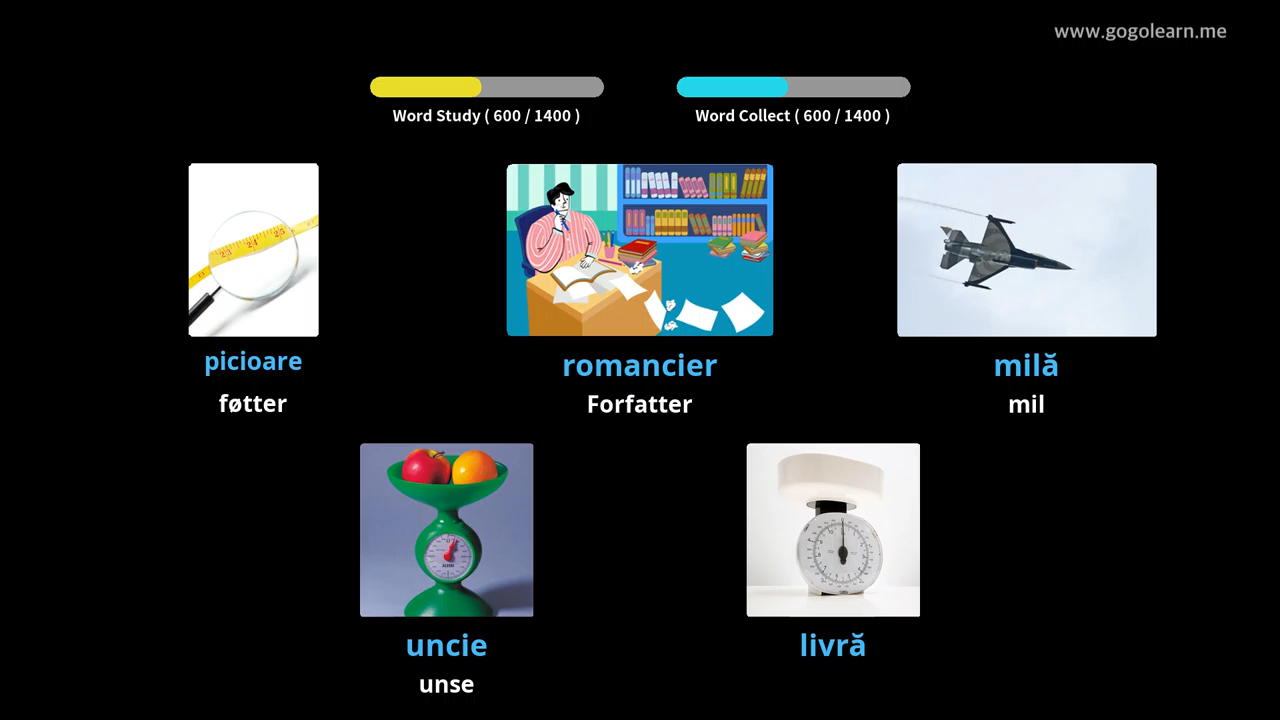 www.gogolearn.me
Word Study ( 600 / 1400 )
Word Collect ( 600 / 1400 )
picioare
føtter
romancier
Forfatter
milă
mil
uncie
unse
livră